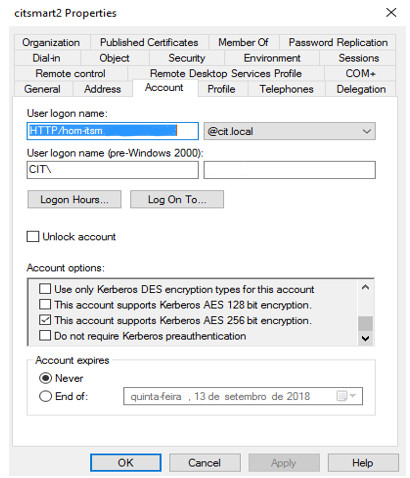 citsmart2 Properties
Organization Published Certificates Member Of Password Replication
Dial-in Object Security Environment Sessions
Remote control Remote Desktop Services Profile COM+
General Address Account Profile Telephones Delegation
User logon name:
HTTP/hom-itsm @cit.local
User logon name (pre-Windows 2000):
CIT\
Logon Hours... Log On To...
Unlock account
Account options:
Use only Kerberos DES encryption types for this account
This account supports Kerberos AES 128 bit encryption.
This account supports Kerberos AES 256 bit encryption.
Do not require Kerberos preauthentication
Account expires
Never
End of: quinta-feira , 13 de setembro de 2018
OK Cancel Apply Help